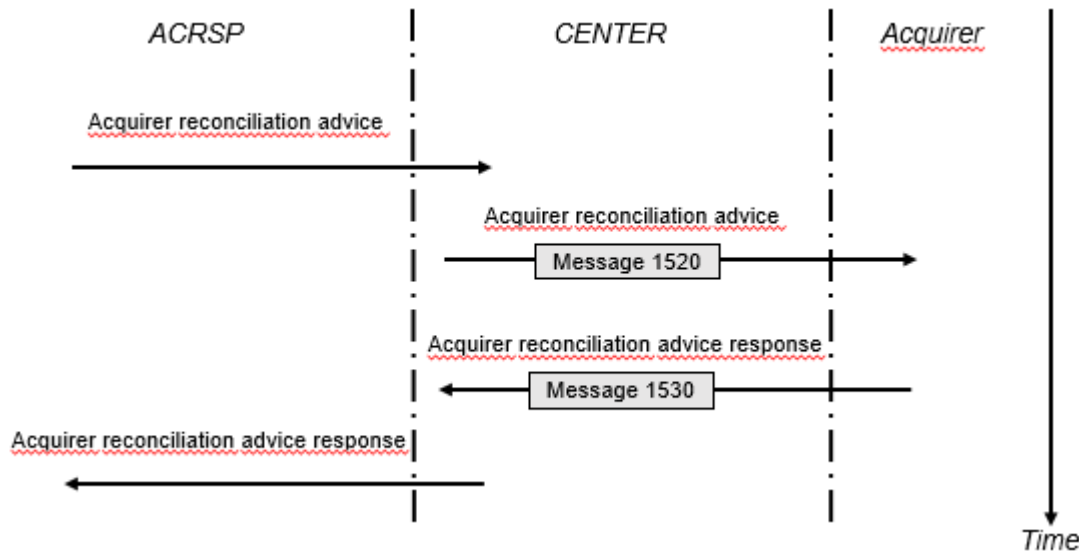 ACRSP
CENTER
Acquirer
Acquirer reconciliation advice
Acquirer reconciliation advice
Message 1520
Acquirer reconciliation advice response
Message 1530
Acquirer reconciliation advice response
Time